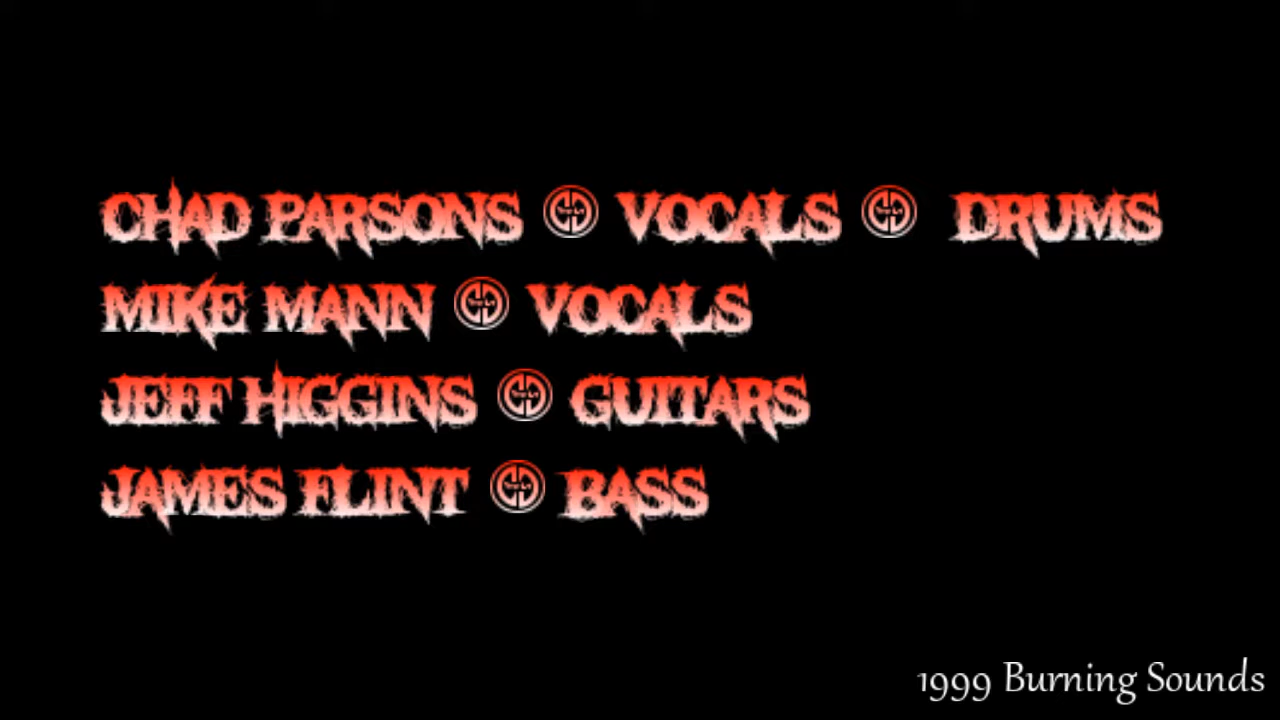 CHAD PARSONS VOCALS DRUMS
MIKE MANN VOCALS
JEFF HIGGINS GUITARS
JAMES FLINT BASS
1999 Burning Sounds